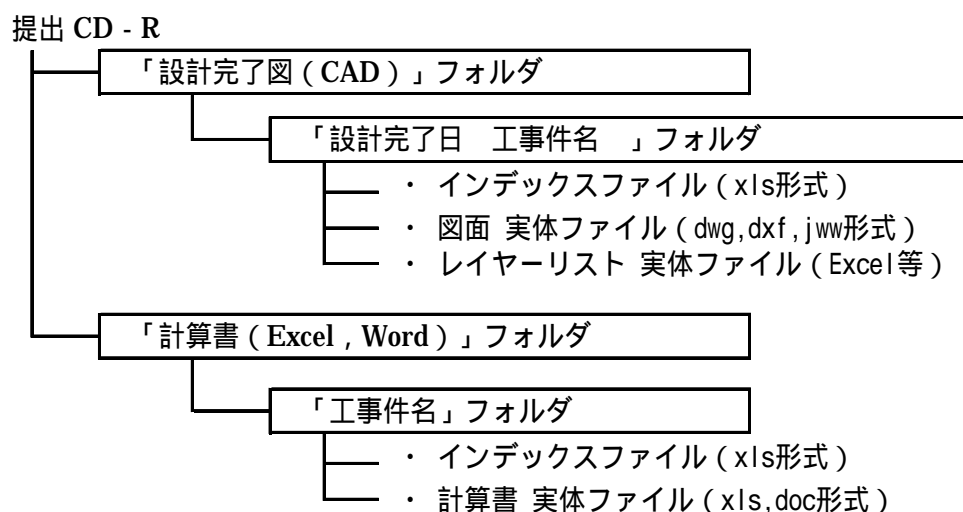 提出 CD - R
「設計完了図（CAD）」フォルダ
「設計完了日　工事件名　」フォルダ
・ インデックスファイル（xls形式）
・ 図面 実体ファイル（dwg,dxf,jww形式）
・ レイヤーリスト 実体ファイル（Excel等）
「計算書（Excel , Word）」フォルダ
「工事件名」フォルダ
・ インデックスファイル（xls形式）
・ 計算書 実体ファイル（xls,doc形式）